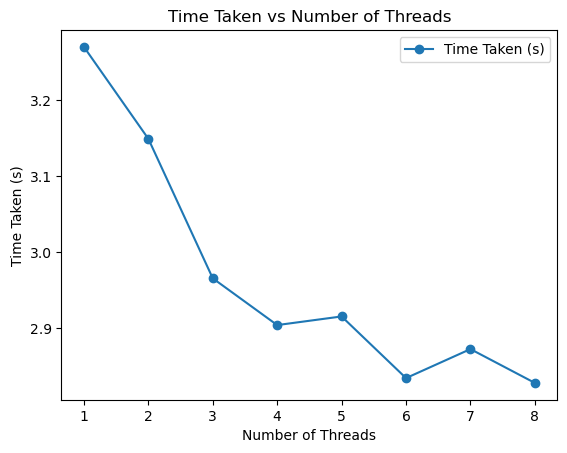 Time Taken vs Number of Threads
Time Taken (s)
3.2
3.1
3.0
2.9
Time Taken (s)
1 2 3 4 5 6 7 8
Number of Threads